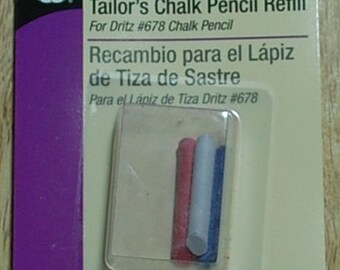 Tailor's Chalk Pencil Refill
For Dritz #678 Chalk Pencil
Recambio para el Lápiz
de Tiza de Sastre
Para el Lápiz de Tiza Dritz #678